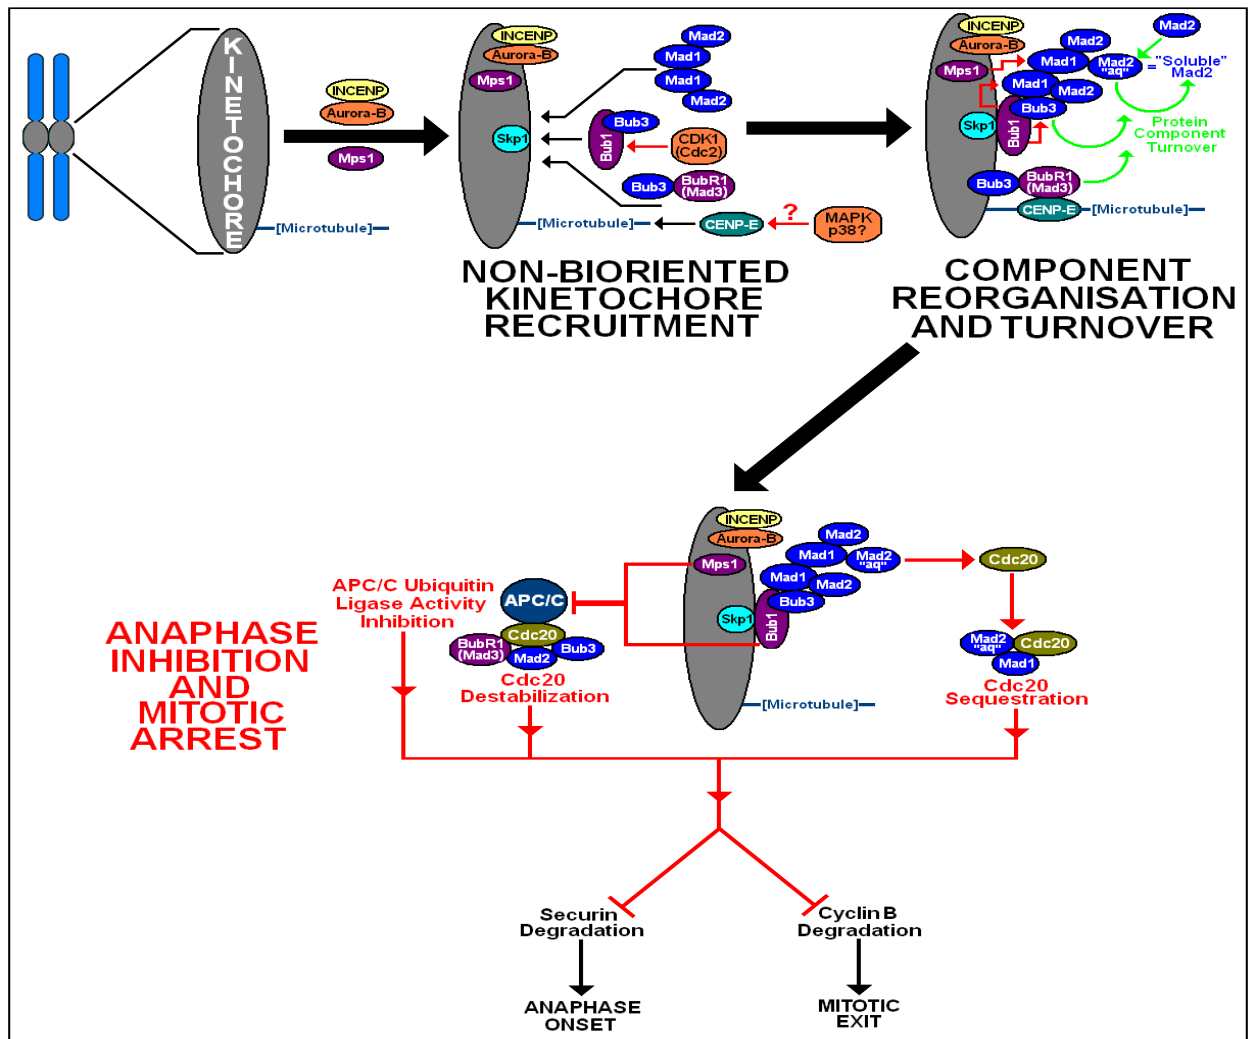 KINETOCHORE
[Microtubule]
INCENP
Aurora-B
Mps1
INCENP
Aurora-B
Mps1
Skp1
Mad2
Mad1
Mad1
Mad2
Bub3
Bub1
CDK1
(Cdc2)
Bub3
BubR1
(Mad3)
[Microtubule]
CENP-E
?
MAPK
p38?
NON-BIORIENTED
KINETOCHORE
RECRUITMENT
INCENP
Aurora-B
Mps1
Skp1
Mad2
Mad1
Mad2
"aq"
="Soluble"
Mad2
Mad2
Mad1
Mad2
Bub3
Bub1
Protein
Component
Turnover
Bub3
BubR1
(Mad3)
CENP-E
[Microtubule]
COMPONENT
REORGANISATION
AND TURNOVER
INCENP
Aurora-B
Mps1
Skp1
Mad2
Mad1
Mad2
"aq"
Mad1
Mad2
Bub3
Bub1
[Microtubule]
Cdc20
Mad2
"aq"
Cdc20
Mad1
Cdc20
Sequestration
APC/C Ubiquitin
Ligase Activity
Inhibition
APC/C
Cdc20
BubR1
(Mad3)
Mad2
Bub3
Cdc20
Destabilization
ANAPHASE
INHIBITION
AND
MITOTIC
ARREST
Securin
Degradation
Cyclin B
Degradation
ANAPHASE
ONSET
MITOTIC
EXIT